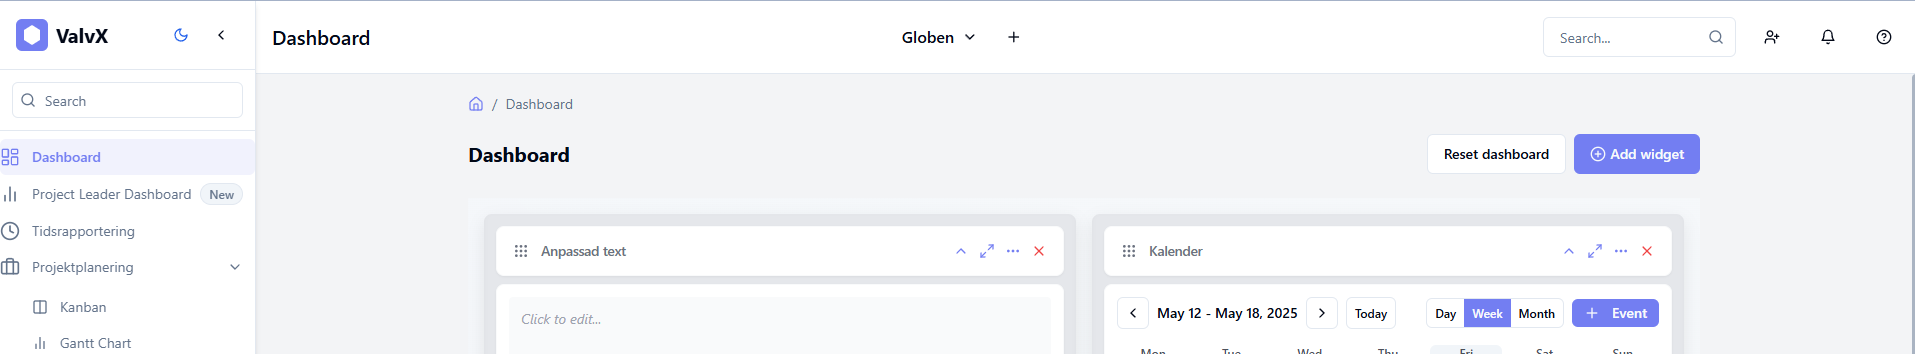 ValvX
Dashboard
Globen
Search...
Search
Dashboard
Project Leader Dashboard New
Tidsrapportering
Projektplanering
Kanban
Gantt Chart
/ Dashboard
Dashboard
Reset dashboard
Add widget
Anpassad text
Click to edit...
Kalender
May 12 - May 18, 2025
Today
Day Week Month
+ Event
Mon Tue Wed Thu Fri Sat Sun